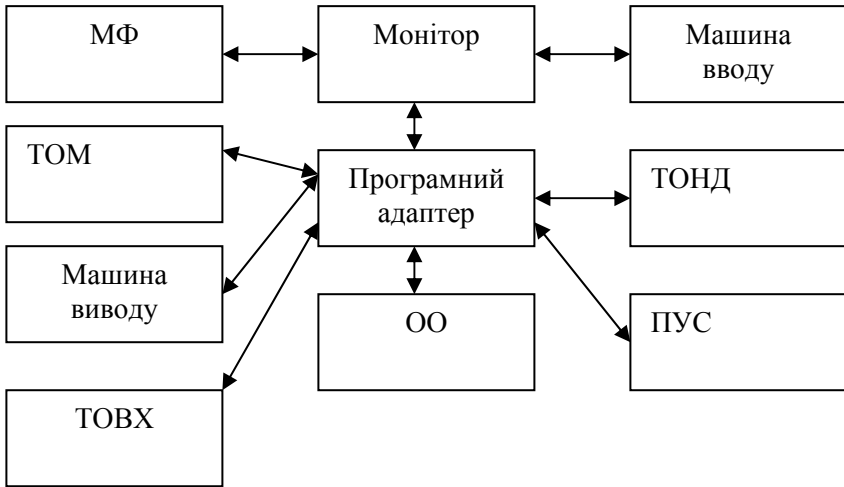 МФ
Монітор
Машина
вводу
ТОМ
Програмний
адаптер
ТОНД
Машина
виводу
ОО
ПУС
ТОВХ